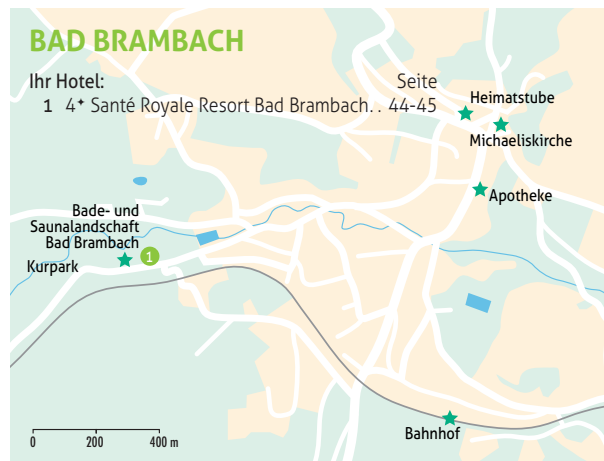 BAD BRAMBACH
Ihr Hotel: Seite
1 4✦ Santé Royale Resort Bad Brambach. . 44-45
Heimatstube
Michaeliskirche
Apotheke
Bade- und
Saunalandschaft
Bad Brambach
1
Kurpark
Bahnhof
0 200 400 m